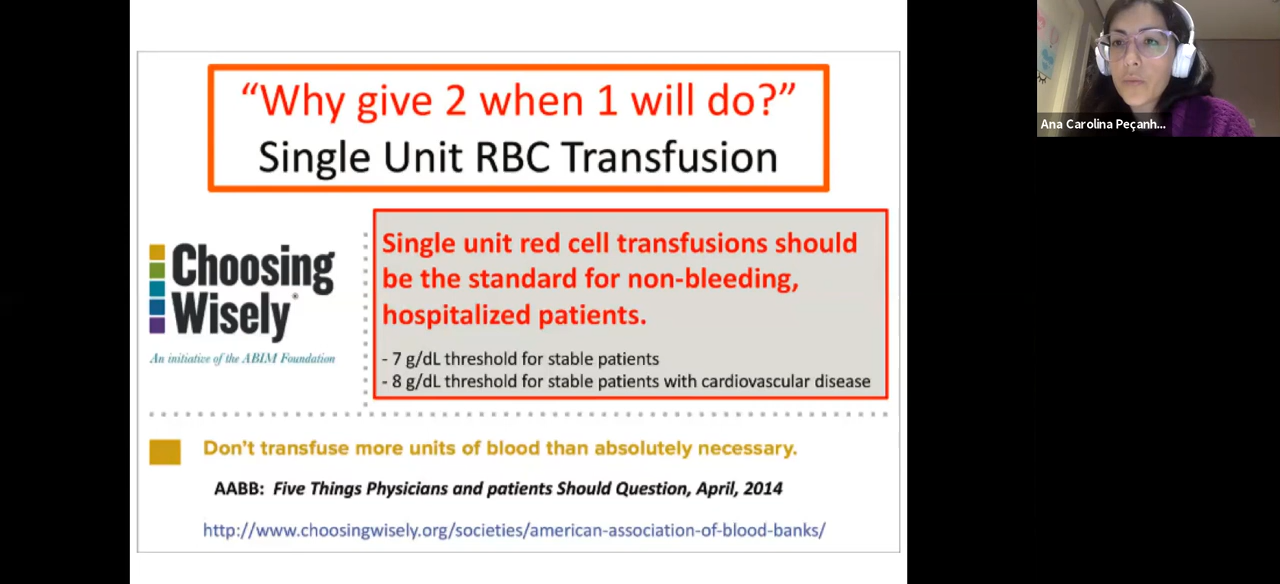 “Why give 2 when 1 will do?”
Single Unit RBC Transfusion
Ana Carolina Peçanh...
Choosing
Wisely®
An initiative of the ABIM Foundation
Single unit red cell transfusions should
be the standard for non-bleeding,
hospitalized patients.
- 7 g/dL threshold for stable patients
- 8 g/dL threshold for stable patients with cardiovascular disease
Don’t transfuse more units of blood than absolutely necessary.
AABB: Five Things Physicians and patients Should Question, April, 2014
http://www.choosingwisely.org/societies/american-association-of-blood-banks/